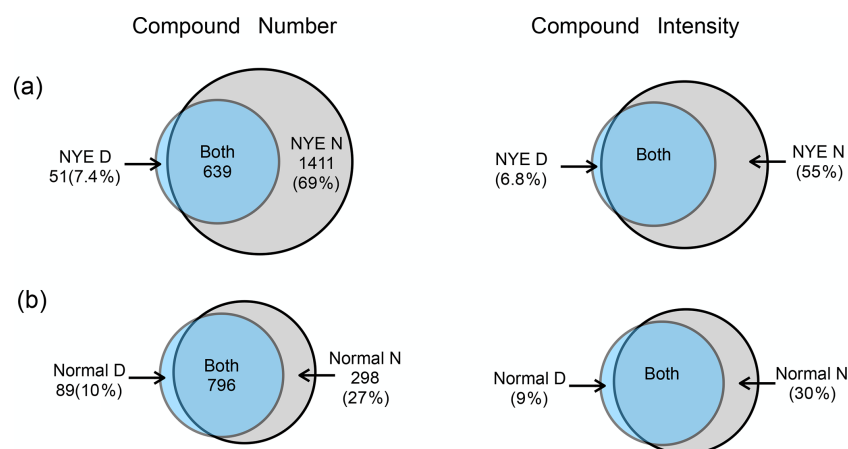 Compound Number
Compound Intensity
(a)
NYE D
51(7.4%)
Both
639
NYE N
1411
(69%)
NYE D
(6.8%)
Both
NYE N
(55%)
(b)
Normal D
89(10%)
Both
796
Normal N
298
(27%)
Normal D
(9%)
Both
Normal N
(30%)